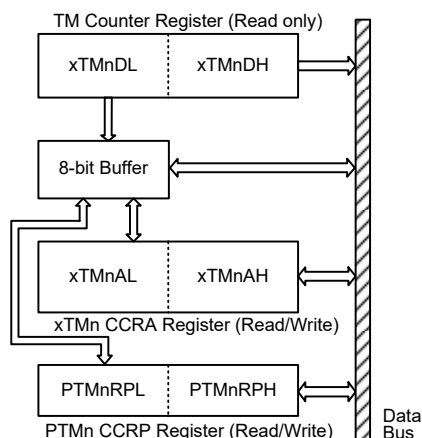 TM Counter Register (Read only)
xTMnDL
xTMnDH
8-bit Buffer
xTMnAL
xTMnAH
xTMn CCRA Register (Read/Write)
PTMnRPL
PTMnRPH
PTMn CCRP Register (Read/Write)
Data
Bus